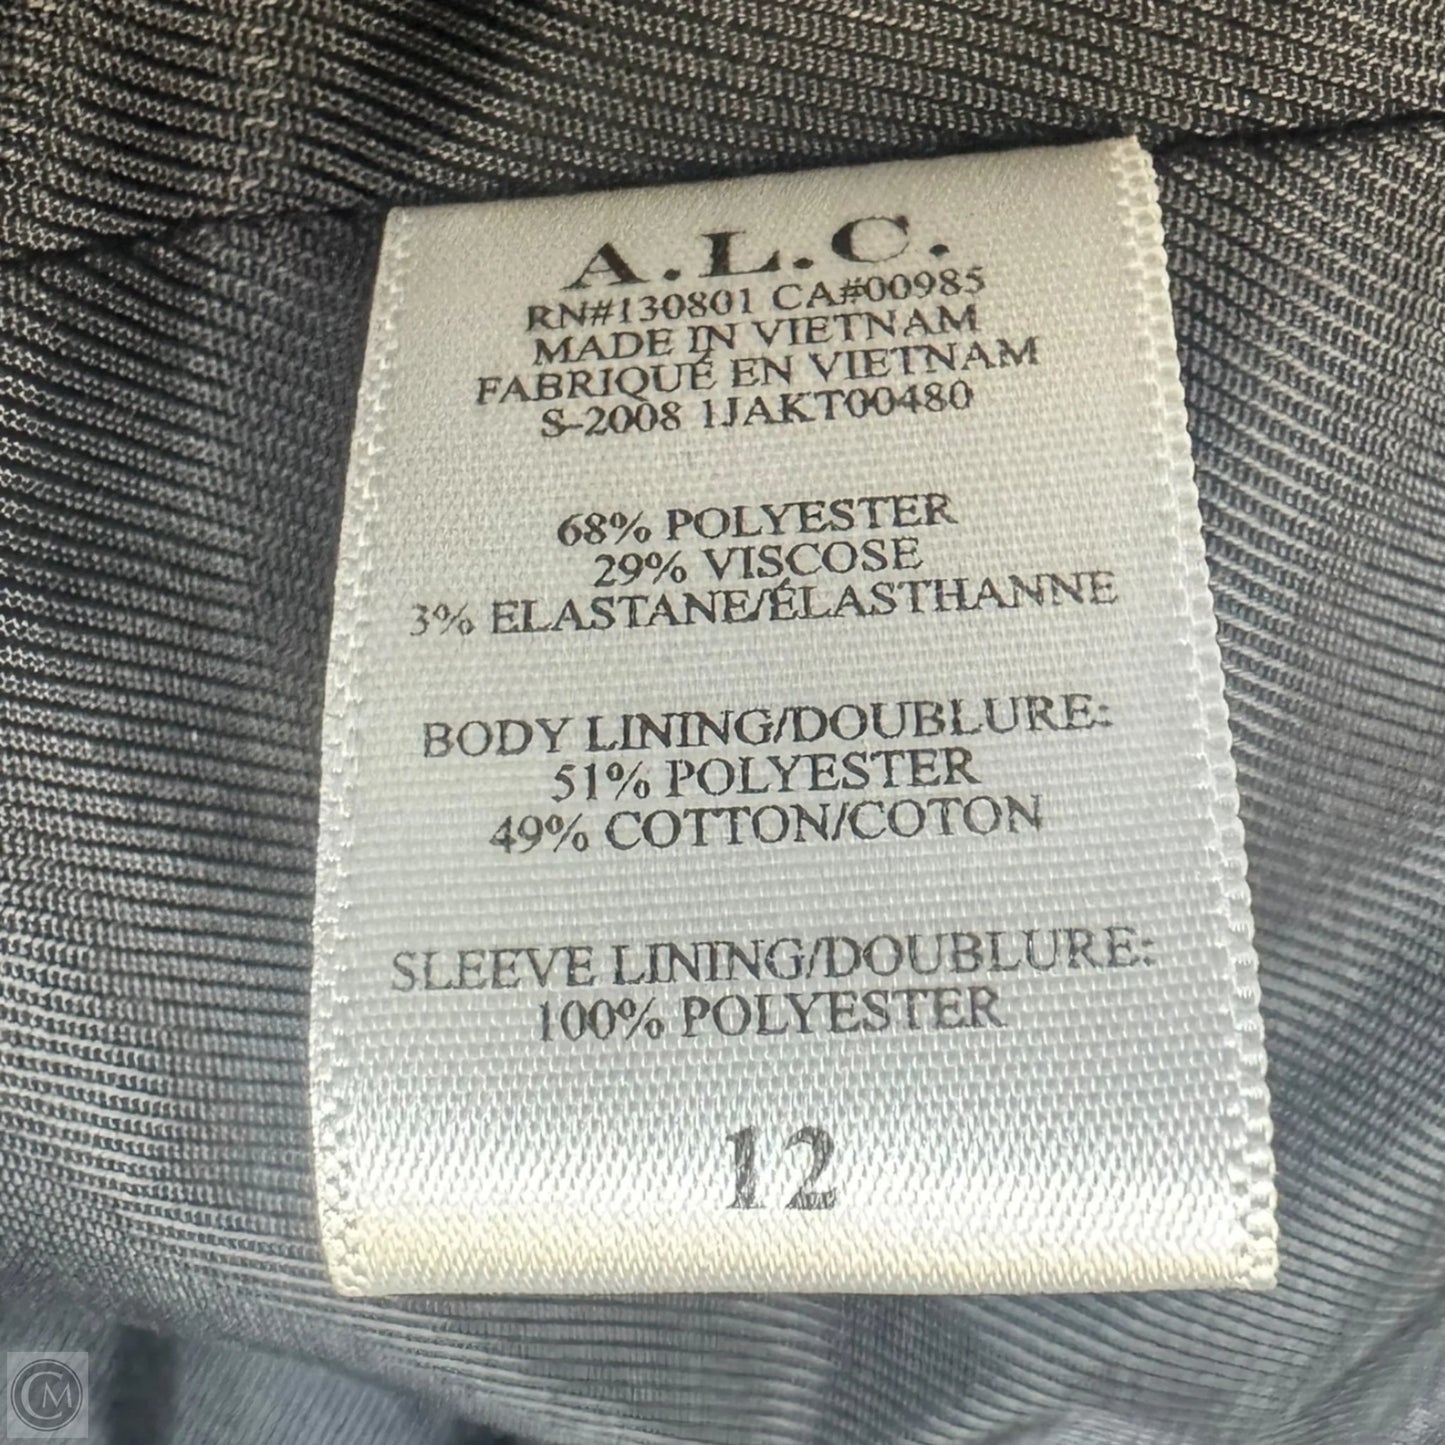 A.L.C.
RN#130801 CA#00985
MADE IN VIETNAM
FABRIQUÉ EN VIETNAM
S-2008 1JAKT00480
68% POLYESTER
29% VISCOSE
3% ELASTANE/ÉLASTHANNE
BODY LINING/DOUBLURE:
51% POLYESTER
49% COTTON/COTON
SLEEVE LINING/DOUBLURE:
100% POLYESTER
12
CM